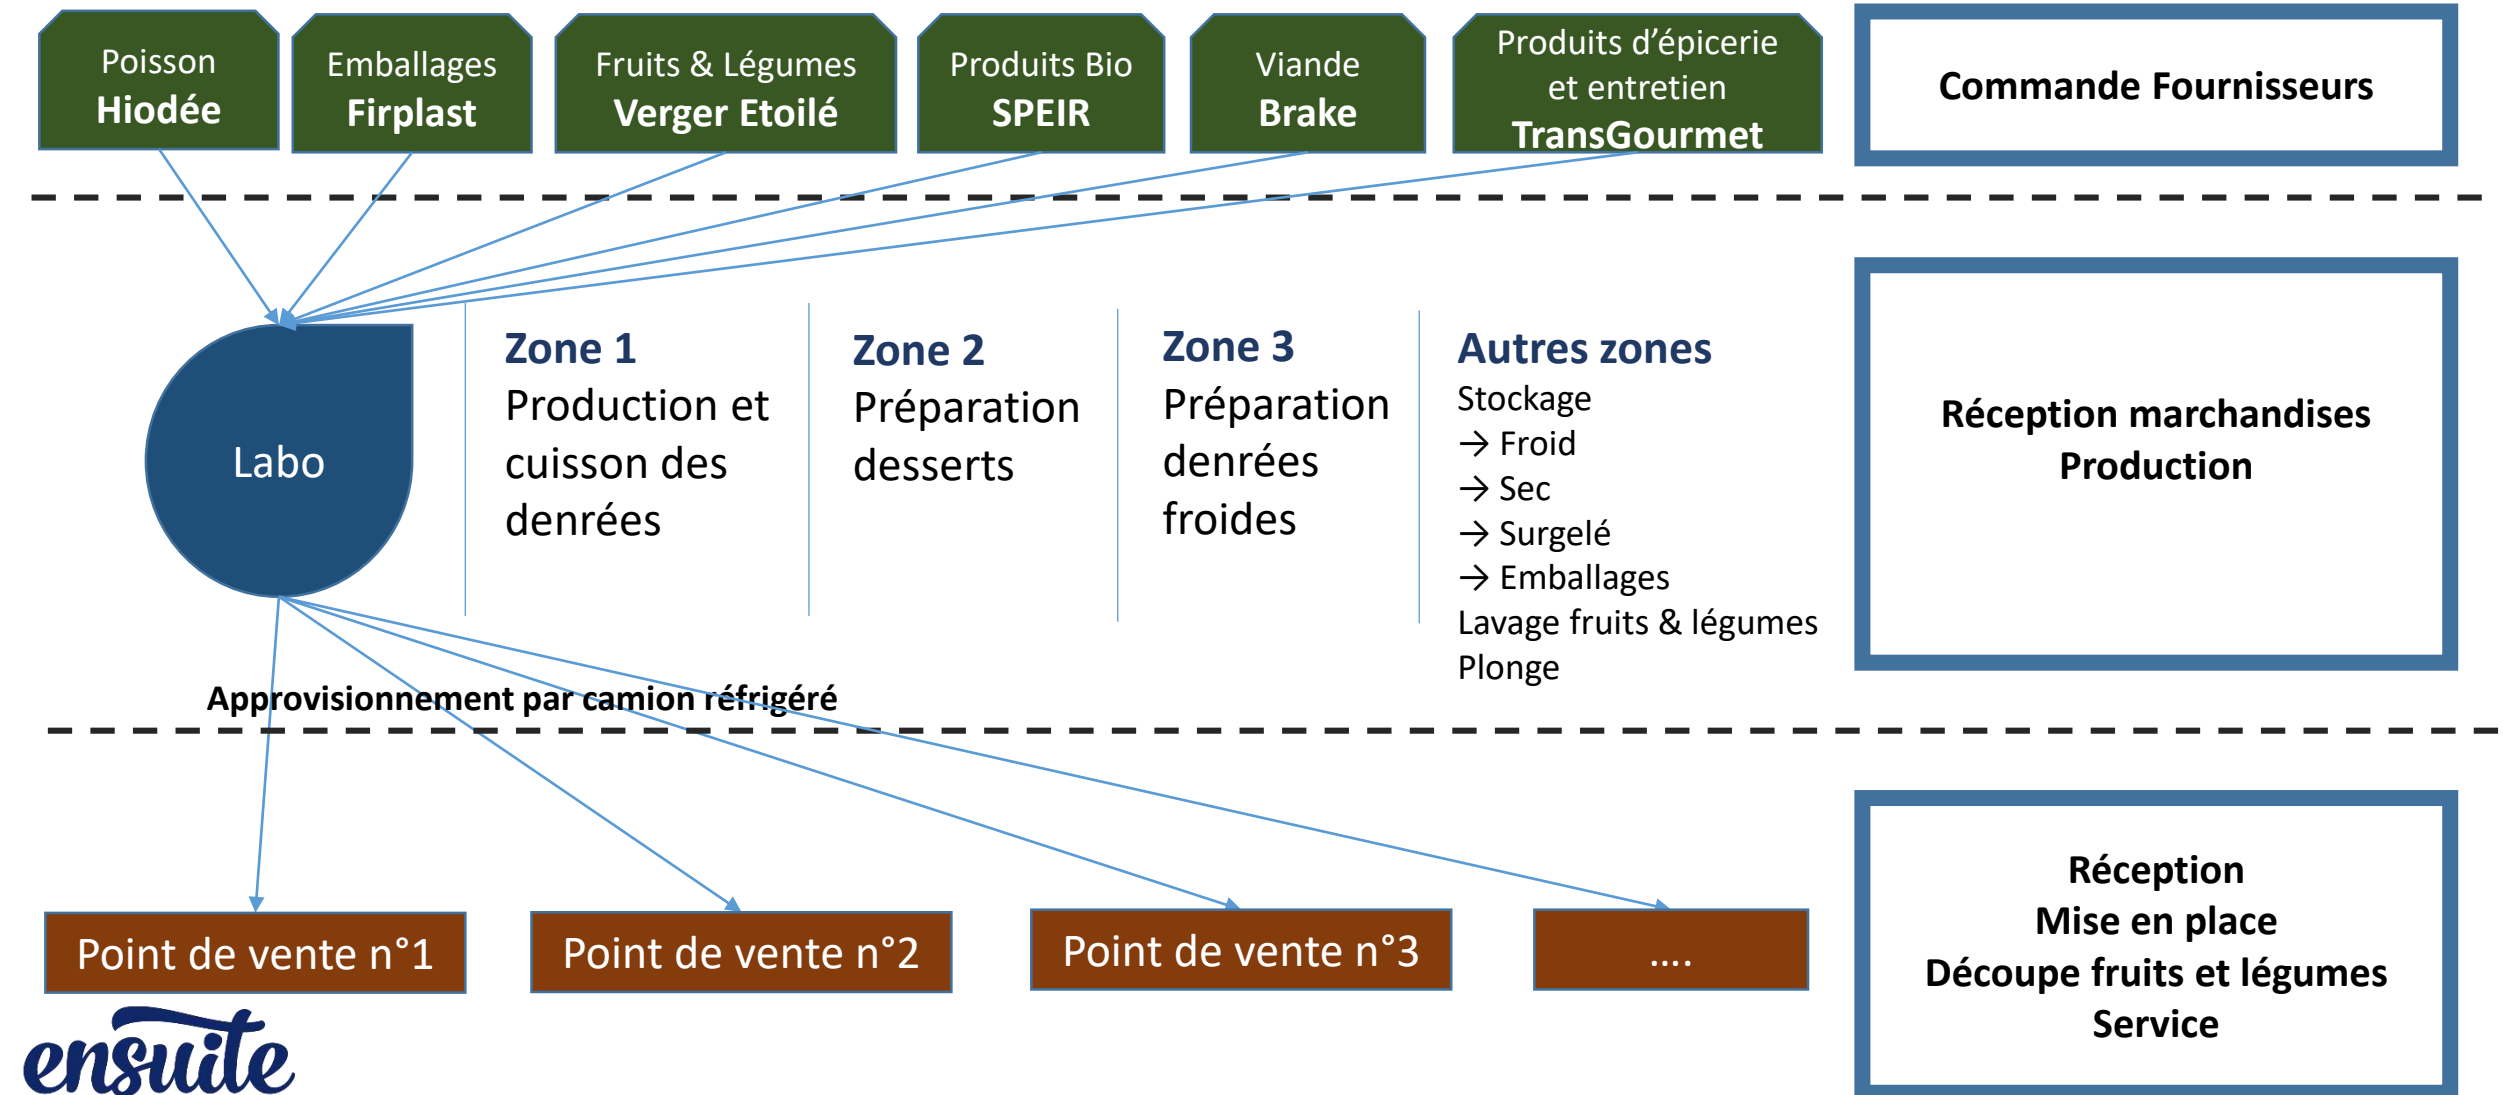 Poisson
Hiodée
Emballages
Firplast
Fruits & Légumes
Verger Etoilé
Produits Bio
SPEIR
Viande
Brake
Produits d’épicerie
et entretien
TransGourmet
Commande Fournisseurs
Labo
Zone 1
Production et
cuisson des
denrées
Zone 2
Préparation
desserts
Zone 3
Préparation
denrées
froides
Autres zones
Stockage
→ Froid
→ Sec
→ Surgelé
→ Emballages
Lavage fruits & légumes
Plonge
Réception marchandises
Production
Approvisionnement par camion réfrigéré
Point de vente n°1
Point de vente n°2
Point de vente n°3
....
Réception
Mise en place
Découpe fruits et légumes
Service
ensuite